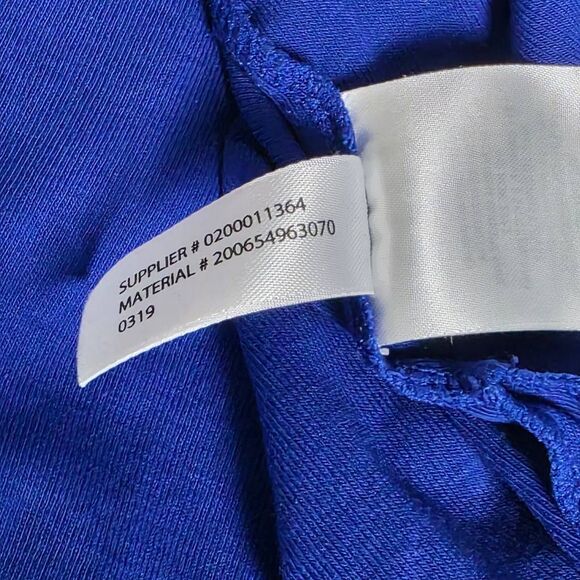 SUPPLIER # 0200011364
MATERIAL # 200654963070
0319